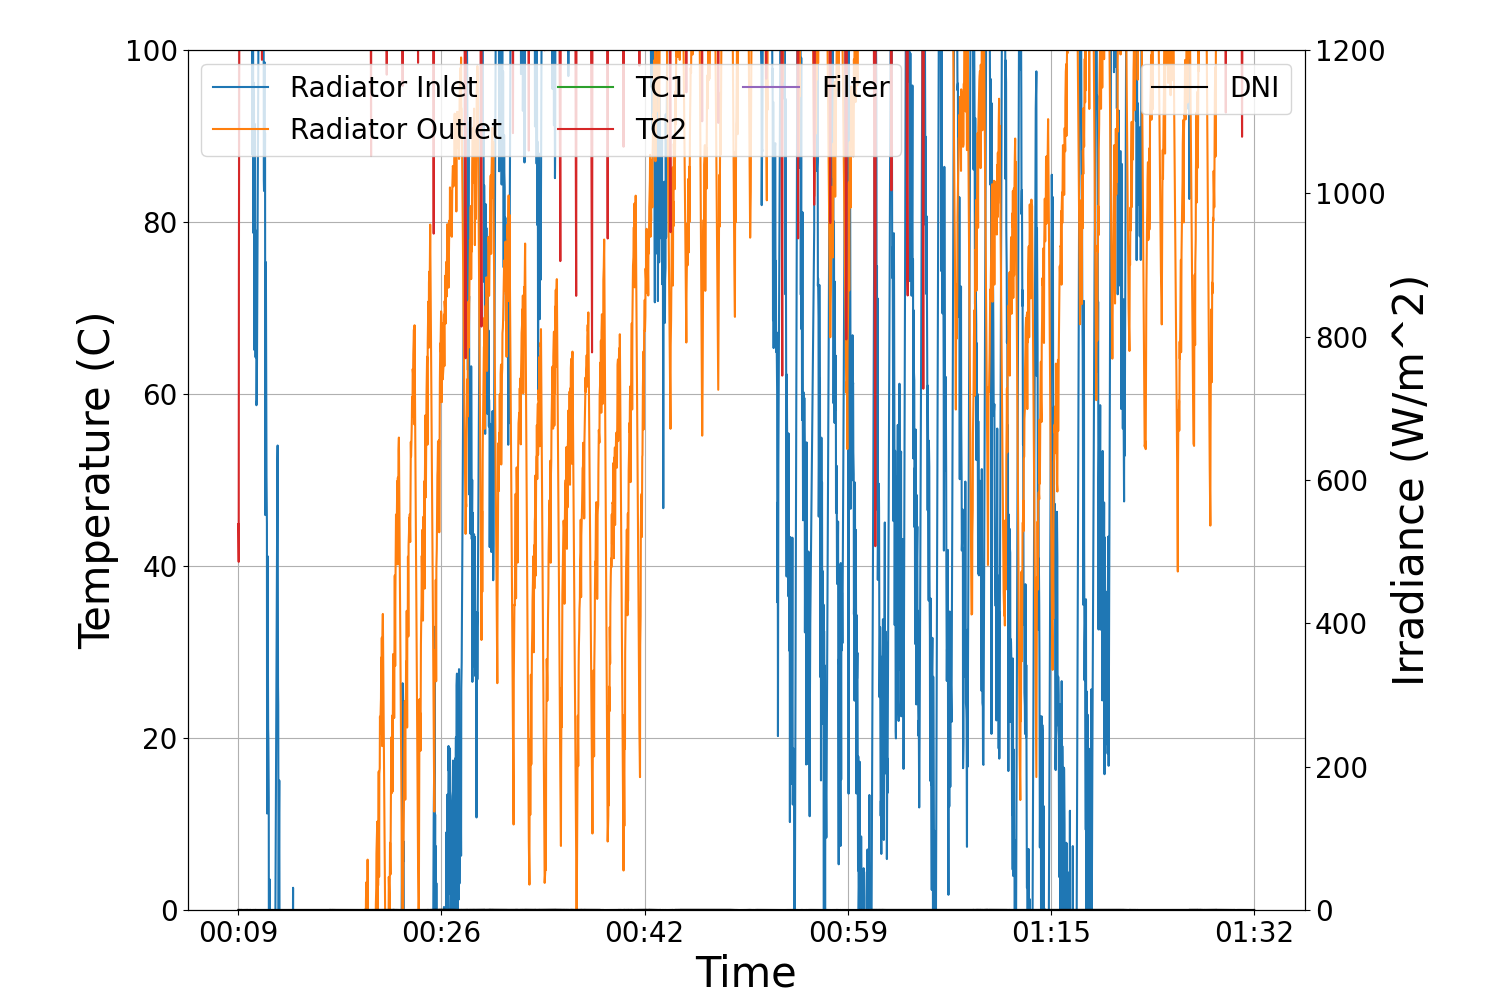 Radiator Inlet
Radiator Outlet
TC1
TC2
Filter
DNI
100
80
60
40
20
0
Temperature (C)
1200
1000
800
600
400
200
0
Irradiance (W/m^2)
00:09
00:26
00:42
00:59
01:15
01:32
Time